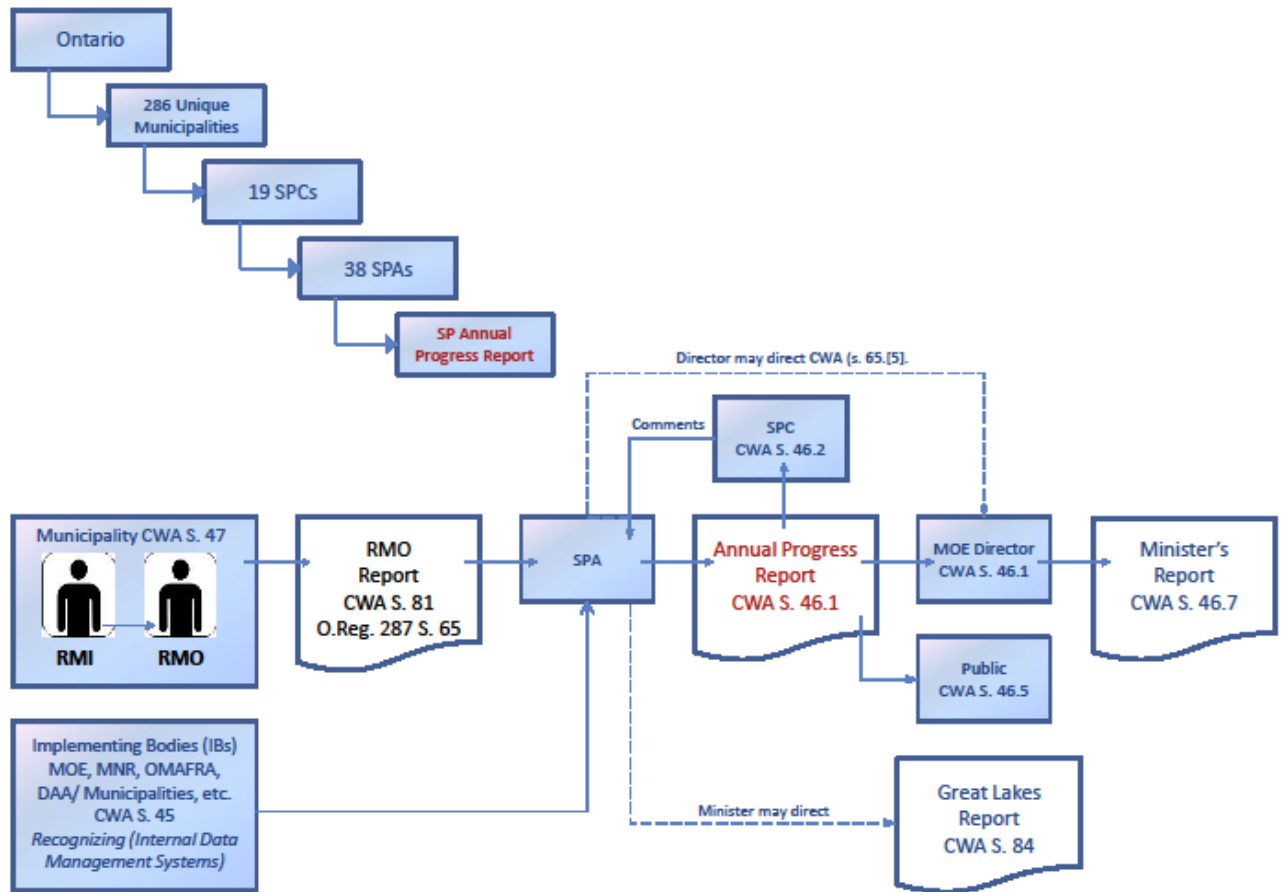 Ontario
286 Unique
Municipalities
19 SPCs
38 SPAs
SP Annual
Progress Report
Director may direct CWA (s. 65.[5].
Comments
SPC
CWA S. 46.2
Municipality CWA S. 47
RMI
RMO
RMO
Report
CWA S. 81
O.Reg. 287 S. 65
SPA
Annual Progress
Report
CWA S. 46.1
MOE Director
CWA S. 46.1
Minister's
Report
CWA S. 46.7
Public
CWA S. 46.5
Implementing Bodies (IBs)
MOE, MNR, OMAFRA,
DAA/ Municipalities, etc.
CWA S. 45
Recognizing (Internal Data
Management Systems)
Minister may direct
Great Lakes
Report
CWA S. 84